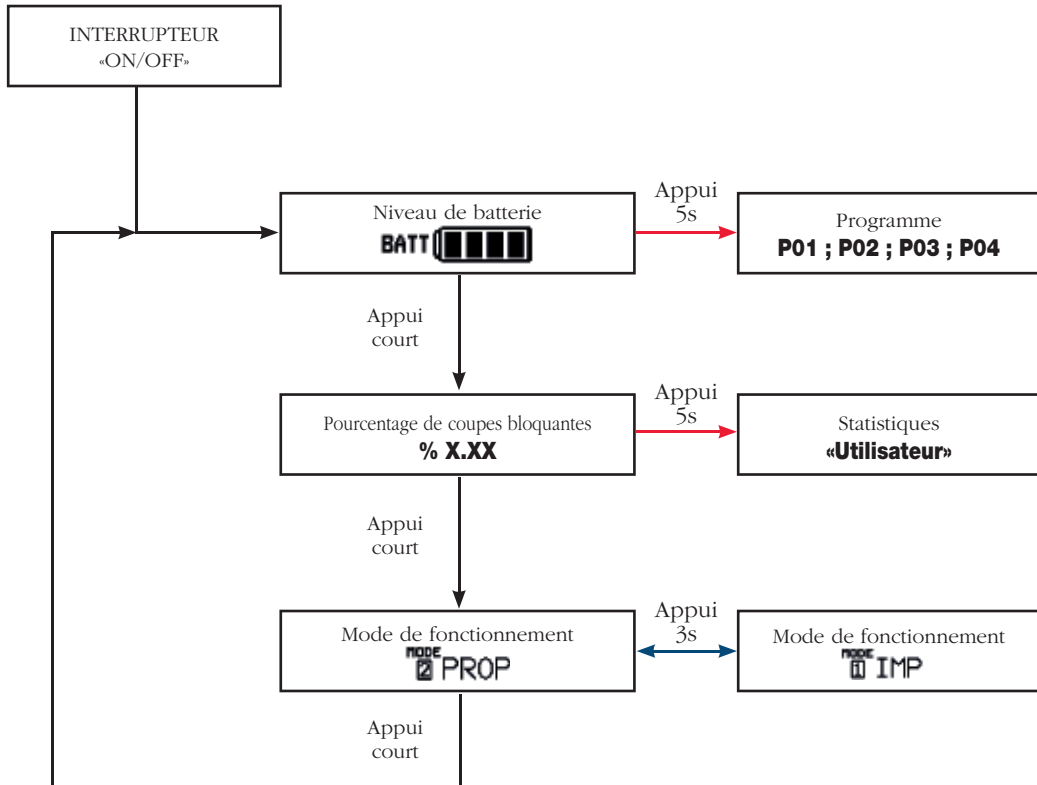 INTERRUPTEUR
«ON/OFF»
Niveau de batterie
BATT
Appui
5s
Programme
P01 ; P02 ; P03 ; P04
Appui
court
Pourcentage de coupes bloquantes
% X.XX
Appui
5s
Statistiques
«Utilisateur»
Appui
court
Mode de fonctionnement
MODE
2 PROP
Appui
3s
Mode de fonctionnement
MODE
1 IMP
Appui
court